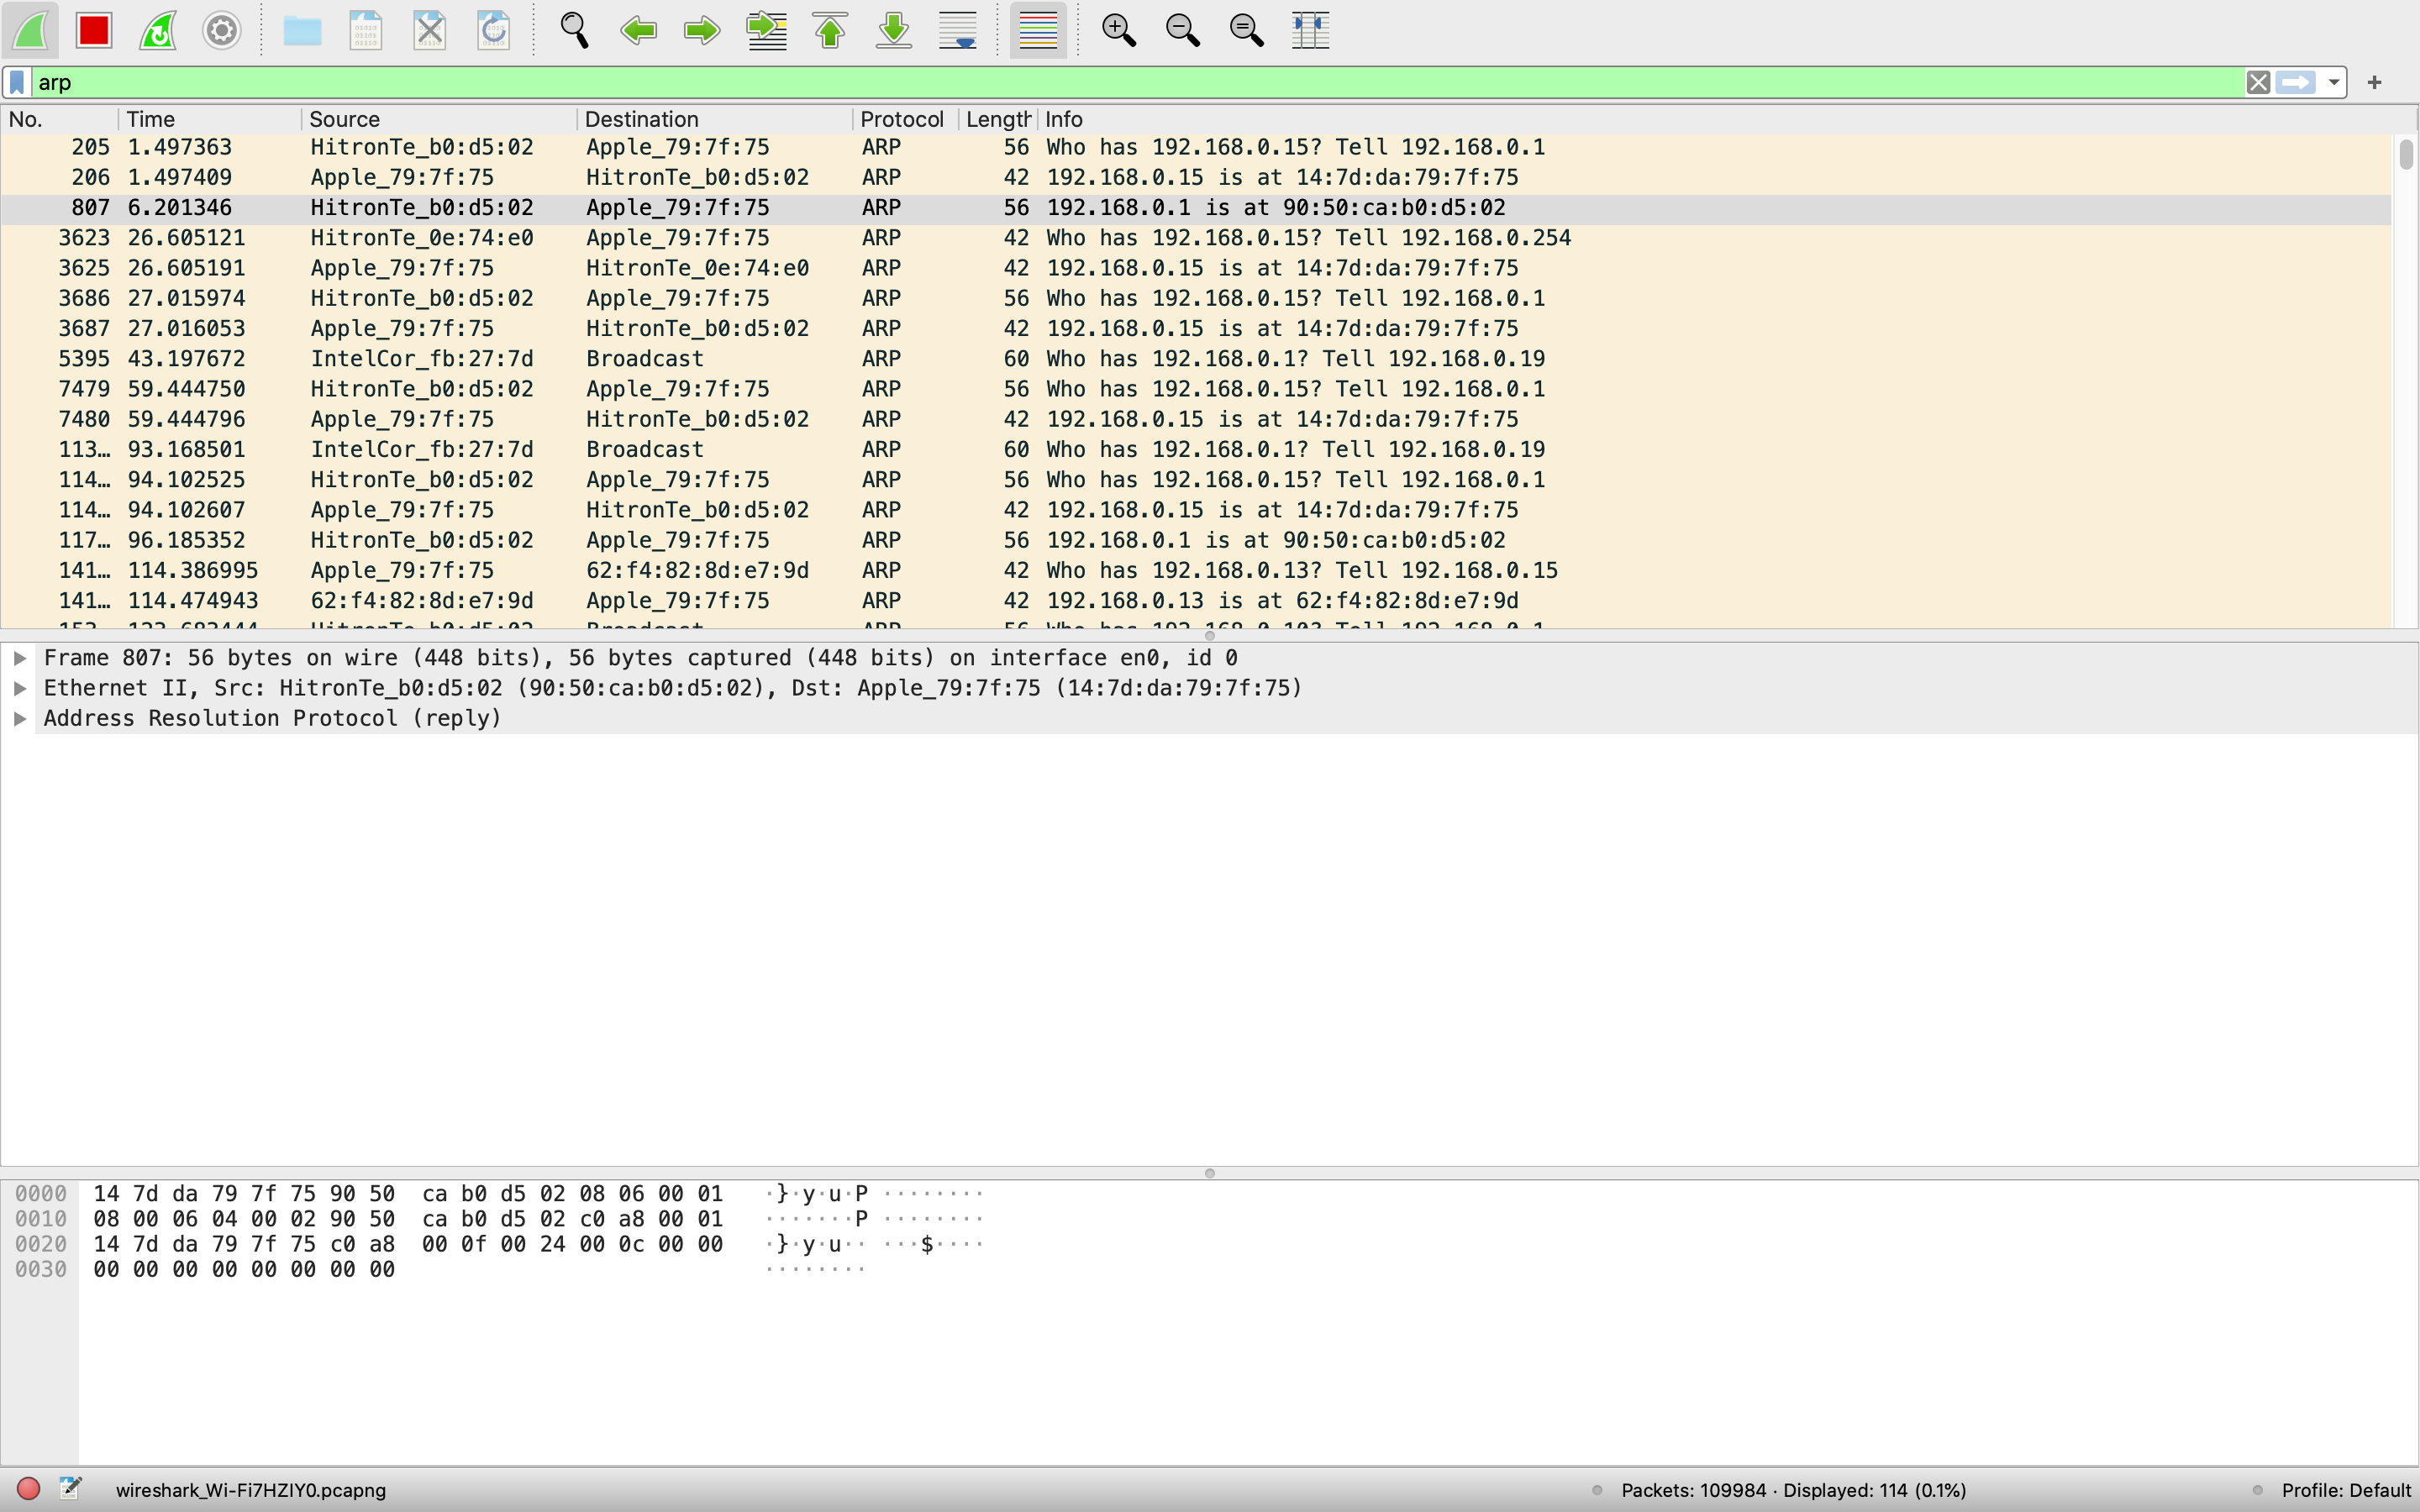 arp
No. Time Source Destination Protocol Length Info
205 1.497363 HitronTe_b0:d5:02 Apple_79:7f:75 ARP 56 Who has 192.168.0.15? Tell 192.168.0.1
206 1.497409 Apple_79:7f:75 HitronTe_b0:d5:02 ARP 42 192.168.0.15 is at 14:7d:da:79:7f:75
807 6.201346 HitronTe_b0:d5:02 Apple_79:7f:75 ARP 56 192.168.0.1 is at 90:50:ca:b0:d5:02
3623 26.605121 HitronTe_0e:74:e0 Apple_79:7f:75 ARP 42 Who has 192.168.0.15? Tell 192.168.0.254
3625 26.605191 Apple_79:7f:75 HitronTe_0e:74:e0 ARP 42 192.168.0.15 is at 14:7d:da:79:7f:75
3686 27.015974 HitronTe_b0:d5:02 Apple_79:7f:75 ARP 56 Who has 192.168.0.15? Tell 192.168.0.1
3687 27.016053 Apple_79:7f:75 HitronTe_b0:d5:02 ARP 42 192.168.0.15 is at 14:7d:da:79:7f:75
5395 43.197672 IntelCor_fb:27:7d Broadcast ARP 60 Who has 192.168.0.1? Tell 192.168.0.19
7479 59.444750 HitronTe_b0:d5:02 Apple_79:7f:75 ARP 56 Who has 192.168.0.15? Tell 192.168.0.1
7480 59.444796 Apple_79:7f:75 HitronTe_b0:d5:02 ARP 42 192.168.0.15 is at 14:7d:da:79:7f:75
113… 93.168501 IntelCor_fb:27:7d Broadcast ARP 60 Who has 192.168.0.1? Tell 192.168.0.19
114… 94.102525 HitronTe_b0:d5:02 Apple_79:7f:75 ARP 56 Who has 192.168.0.15? Tell 192.168.0.1
114… 94.102607 Apple_79:7f:75 HitronTe_b0:d5:02 ARP 42 192.168.0.15 is at 14:7d:da:79:7f:75
117… 96.185352 HitronTe_b0:d5:02 Apple_79:7f:75 ARP 56 192.168.0.1 is at 90:50:ca:b0:d5:02
141… 114.386995 Apple_79:7f:75 62:f4:82:8d:e7:9d ARP 42 Who has 192.168.0.13? Tell 192.168.0.15
141… 114.474943 62:f4:82:8d:e7:9d Apple_79:7f:75 ARP 42 192.168.0.13 is at 62:f4:82:8d:e7:9d
Frame 807: 56 bytes on wire (448 bits), 56 bytes captured (448 bits) on interface en0, id 0
Ethernet II, Src: HitronTe_b0:d5:02 (90:50:ca:b0:d5:02), Dst: Apple_79:7f:75 (14:7d:da:79:7f:75)
Address Resolution Protocol (reply)
0000 14 7d da 79 7f 75 90 50 ca b0 d5 02 08 06 00 01 ·}·y·u·P ········
0010 08 00 06 04 00 02 90 50 ca b0 d5 02 c0 a8 00 01 ·······P ········
0020 14 7d da 79 7f 75 c0 a8 00 0f 00 24 00 0c 00 00 ·}·y·u·· ···$····
0030 00 00 00 00 00 00 00 00 ········
wireshark_Wi-Fi7HZIY0.pcapng Packets: 109984 · Displayed: 114 (0.1%) Profile: Default